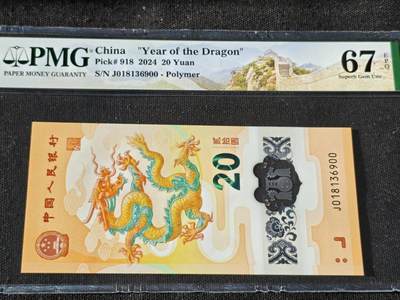 PMG
PAPER MONEY GUARANTY
China "Year of the Dragon"
Pick# 918 2024 20 Yuan
S/N J018136900 - Polymer
67 EPQ
Superb Gem Unc
中国人民银行
贰拾圆
20
J018136900